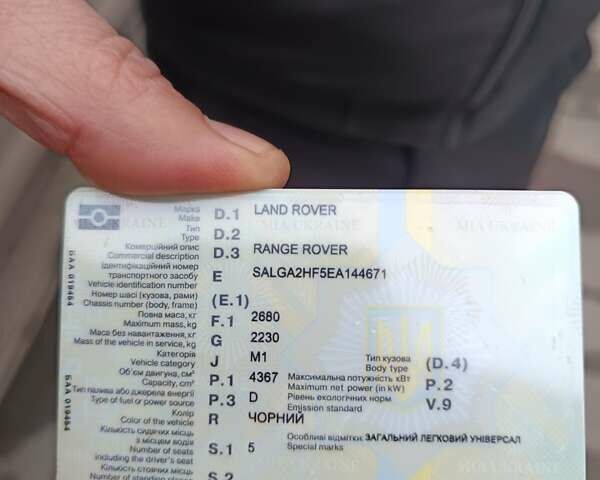 Марка
Make
D.1 LAND ROVER
Тип
Type
D.2
Комерційний опис
Commercial description
D.3 RANGE ROVER
Ідентифікаційний номер
транспортного засобу
Vehicle identification number
E SALGA2HF5EA144671
Номер шасі (кузова, рами)
Chassis number (body, frame)
(E.1)
Повна маса, кг
Maximum mass, kg
F.1 2680
Маса без навантаження, кг
Mass of the vehicle in service, kg
G 2230
Категорія
Vehicle category
J M1
Тип кузова
Body type
(D.4)
Об'єм двигуна, см³
Capacity, cm³
P.1 4367
Максимальна потужність кВт
Maximum net power (in kW)
P.2
Тип палива або джерела енергії
Type of fuel or power source
P.3 D
Рівень екологічних норм
Emission standard
V.9
Колір
Color of the vehicle
R ЧОРНИЙ
Кількість сидячих місць
з місцем водія
Number of seats
including the driver's seat
S.1 5
Особливі відмітки ЗАГАЛЬНИЙ ЛЕГКОВИЙ УНІВЕРСАЛ
Special marks
Кількість стоячих місць
Number of standing places
S.2
БАА 019464
БАА 019464
RAINE
MIA UKRAINE
MIA UKRAINE